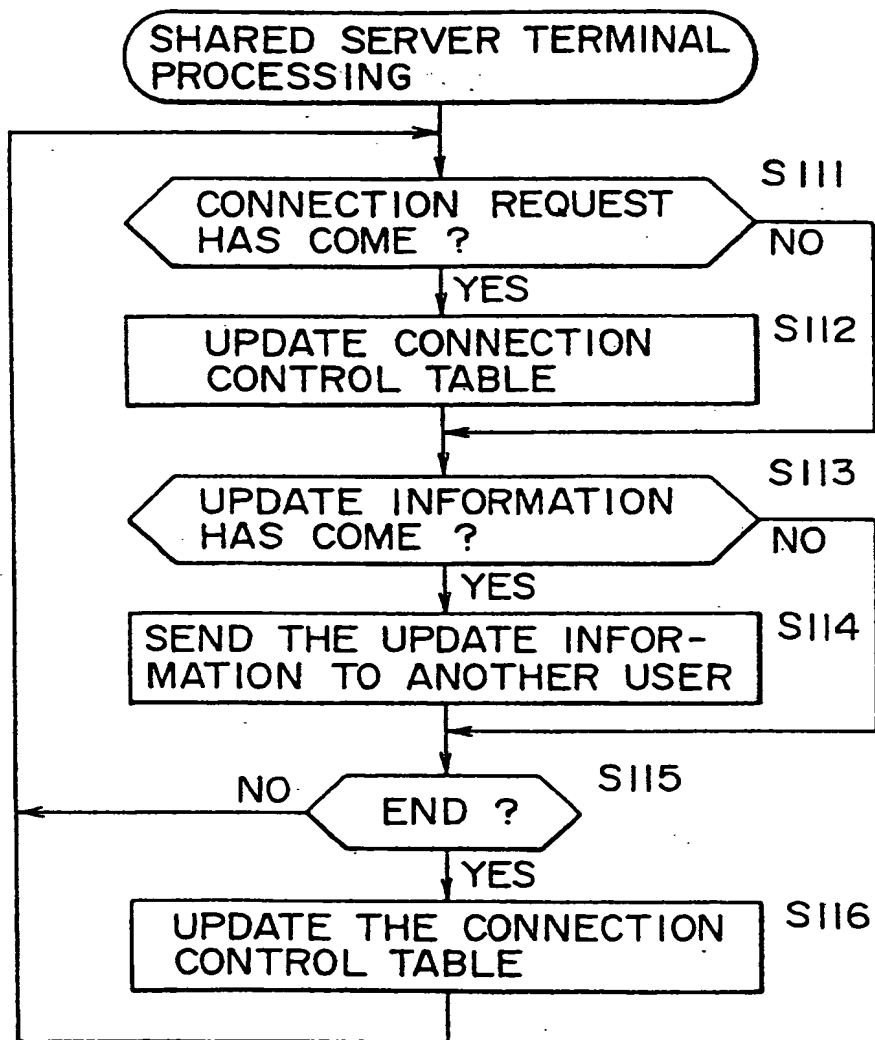 SHARED SERVER TERMINAL
PROCESSING
S111
CONNECTION REQUEST
HAS COME ?
NO
YES
S112
UPDATE CONNECTION
CONTROL TABLE
S113
UPDATE INFORMATION
HAS COME ?
NO
YES
S114
SEND THE UPDATE INFOR-
MATION TO ANOTHER USER
S115
NO
END ?
YES
S116
UPDATE THE CONNECTION
CONTROL TABLE